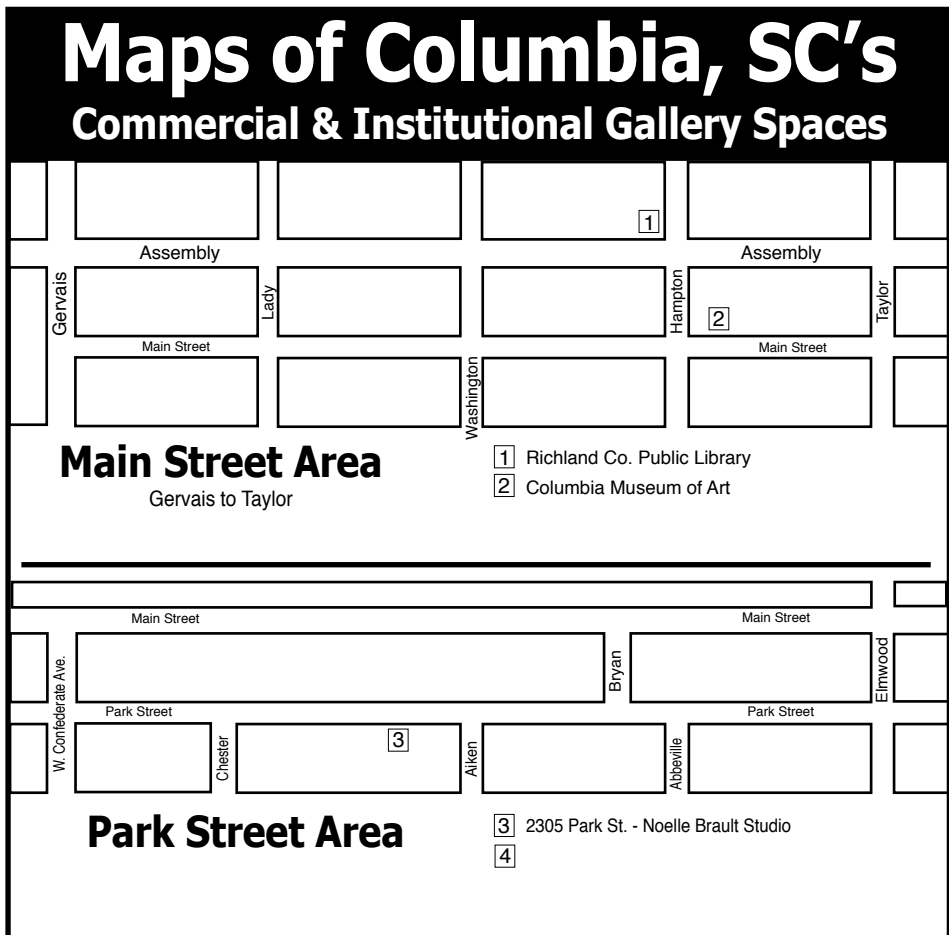 Maps of Columbia, SC’s
Commercial & Institutional Gallery Spaces
1
Assembly
Assembly
Gervais
Lady
Hampton
Taylor
2
Main Street
Main Street
Washington
Main Street Area
Gervais to Taylor
1 Richland Co. Public Library
2 Columbia Museum of Art
Main Street
Main Street
W. Confederate Ave.
Bryan
Elmwood
Park Street
Park Street
Chester
3
Aiken
Abbeville
Park Street Area
3 2305 Park St. - Noelle Brault Studio
4